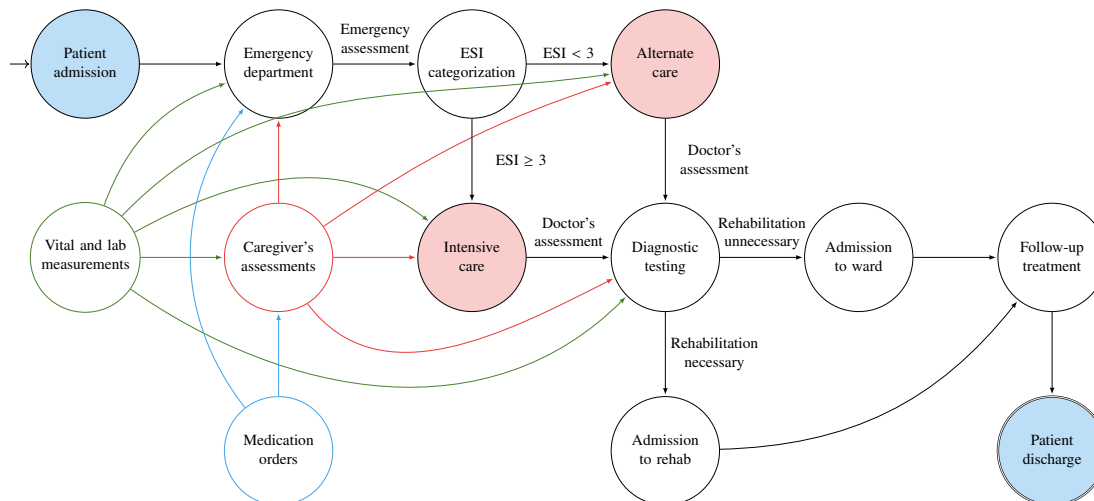 Patient
admission
Emergency
department
Emergency
assessment
ESI
categorization
ESI < 3
Alternate
care
ESI ≥ 3
Doctor's
assessment
Vital and lab
measurements
Caregiver's
assessments
Intensive
care
Doctor's
assessment
Diagnostic
testing
Rehabilitation
unnecessary
Admission
to ward
Follow-up
treatment
Rehabilitation
necessary
Medication
orders
Admission
to rehab
Patient
discharge